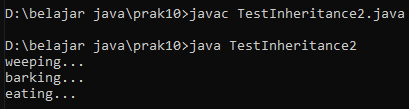 D:\belajar java\prak10>javac TestInheritance2.java
D:\belajar java\prak10>java TestInheritance2
weeping...
barking...
eating...